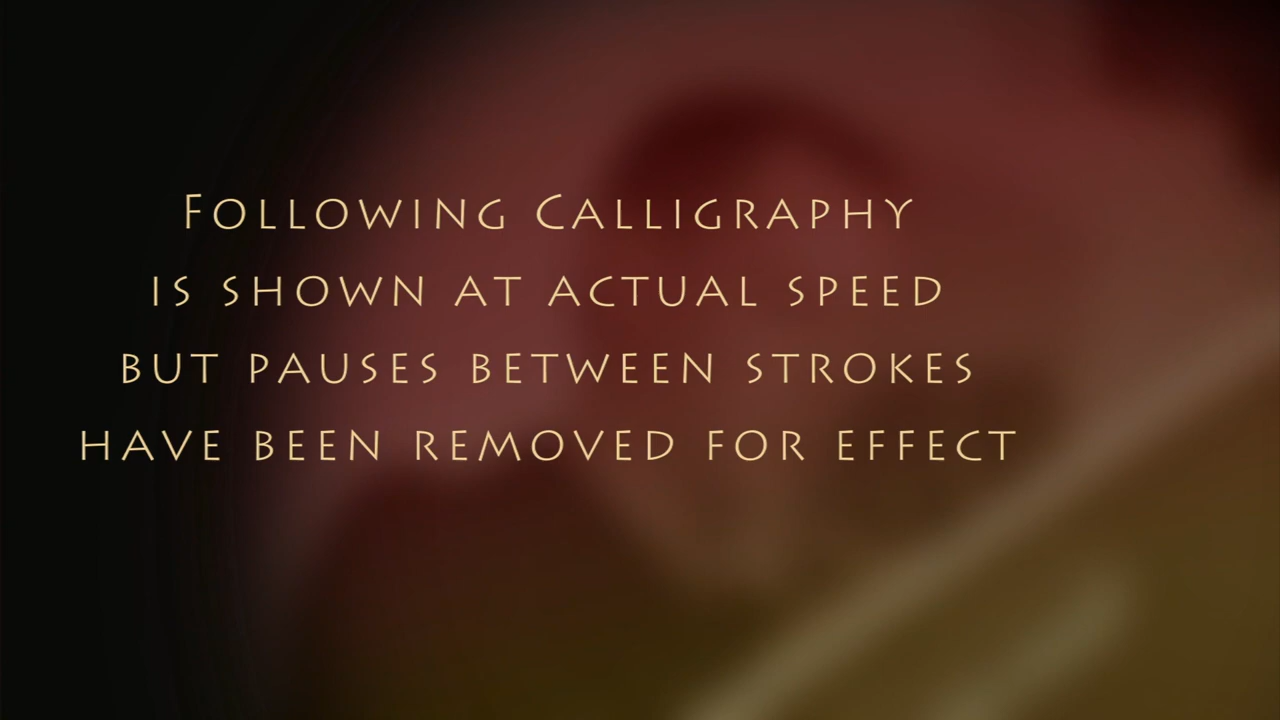 Following Calligraphy
is shown at actual speed
but pauses between strokes
have been removed for effect